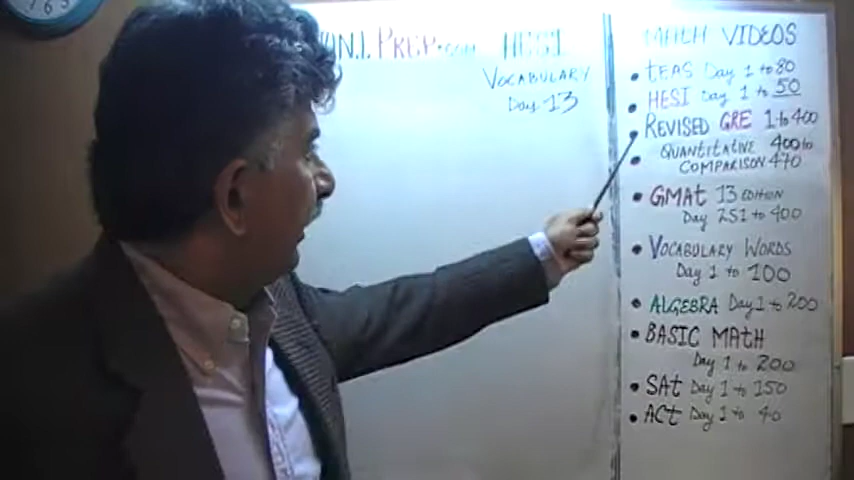 PREP.COM HESI
VOCABULARY
Day 13
MATH VIDEOS
• TEAS Day 1 to 80
• HESI Day 1 to 50
• REVISED GRE 1 to 400
• QUANTITATIVE 400 to
COMPARISON 470
• GMAT 13 EDITION
Day 251 to 400
• VOCABULARY WORDS
Day 1 to 100
• ALGEBRA Day 1 to 200
• BASIC MATH
Day 1 to 200
• SAT Day 1 to 150
• ACT Day 1 to 40